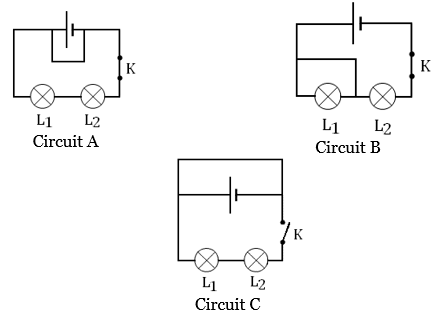 K
L1 L2
Circuit A
K
L1 L2
Circuit B
K
L1 L2
Circuit C